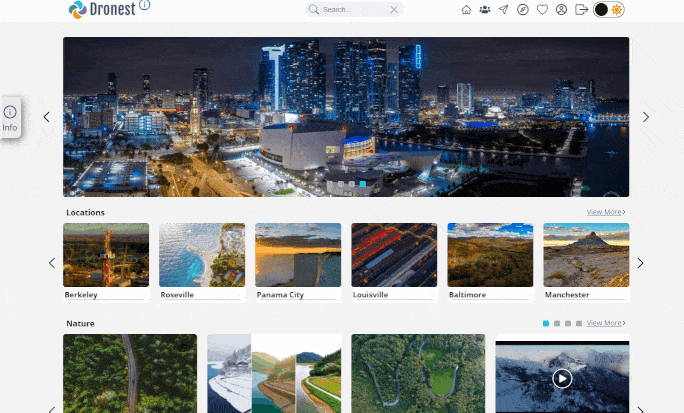 Dronest
Search...
Info
Locations
View More
Berkeley
Roseville
Panama City
Louisville
Baltimore
Manchester
Nature
View More